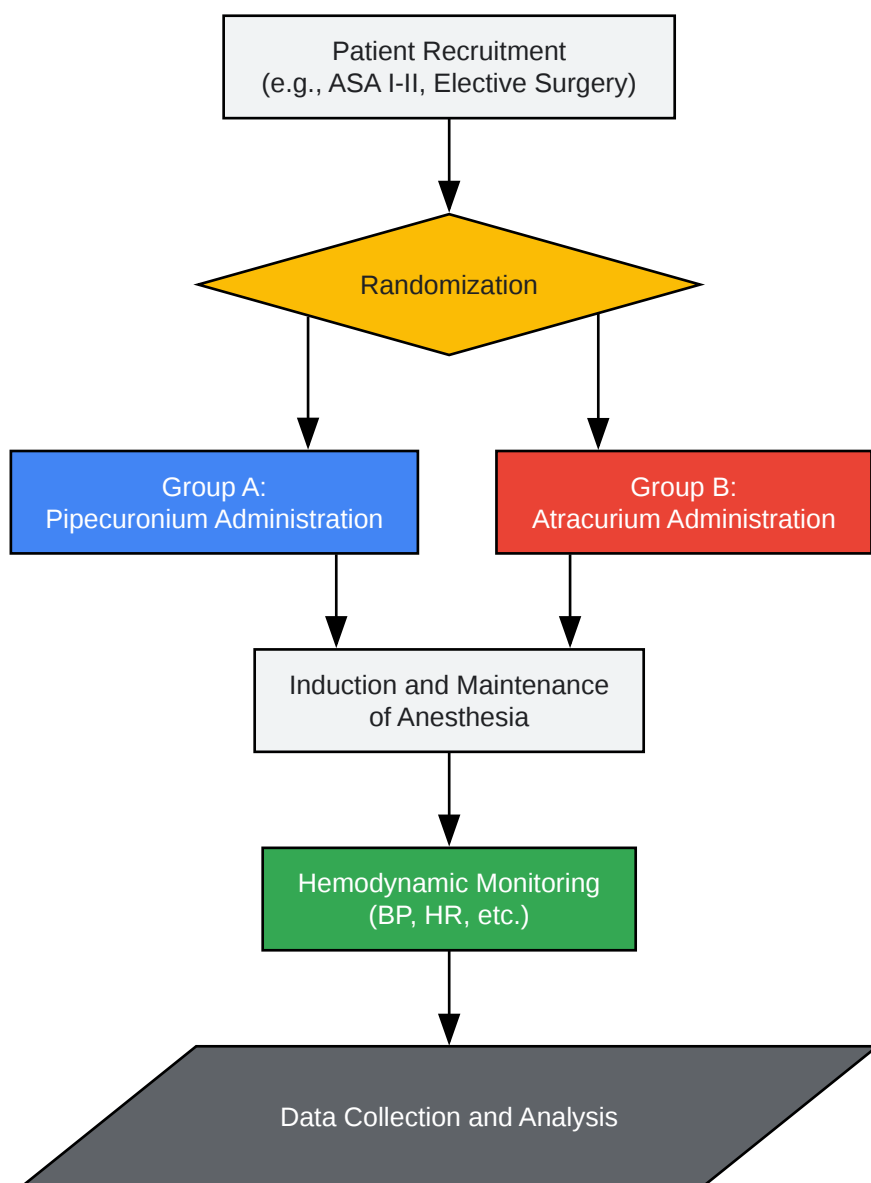 Patient Recruitment
(e.g., ASA I-II, Elective Surgery)
Randomization
Group A:
Pipecuronium Administration
Group B:
Atracurium Administration
Induction and Maintenance
of Anesthesia
Hemodynamic Monitoring
(BP, HR, etc.)
Data Collection and Analysis